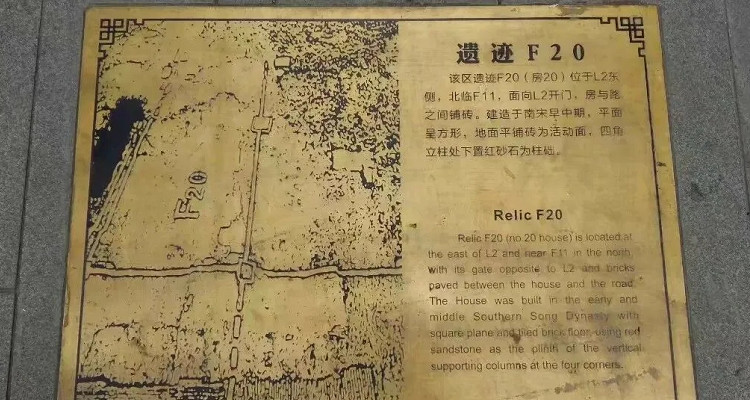 遗迹F20
该区遗迹F20（房20）位于L2东
侧，北临F11，面向L2开门，房与路
之间铺砖。建造于南宋早中期，平面
呈方形，地面平铺砖为活动面，四角
立柱处下置红砂石为柱础。
F20
Relic F20
Relic F20 (no.20 house) is located at
the east of L2 and near F11 in the north,
with its gate opposite to L2 and bricks
paved between the house and the road.
The House was built in the early and
middle Southern Song Dynasty with
square plane and tiled brick floor, using red
sandstone as the plinth of the vertical
supporting columns at the four corners.